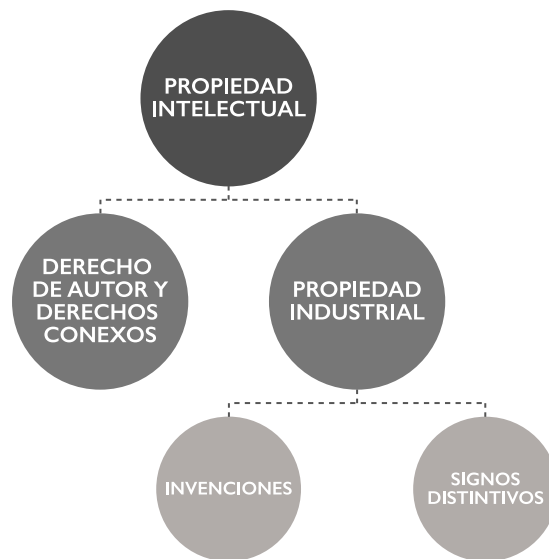 PROPIEDAD
INTELECTUAL
DERECHO
DE AUTOR Y
DERECHOS
CONEXOS
PROPIEDAD
INDUSTRIAL
INVENCIONES
SIGNOS
DISTINTIVOS